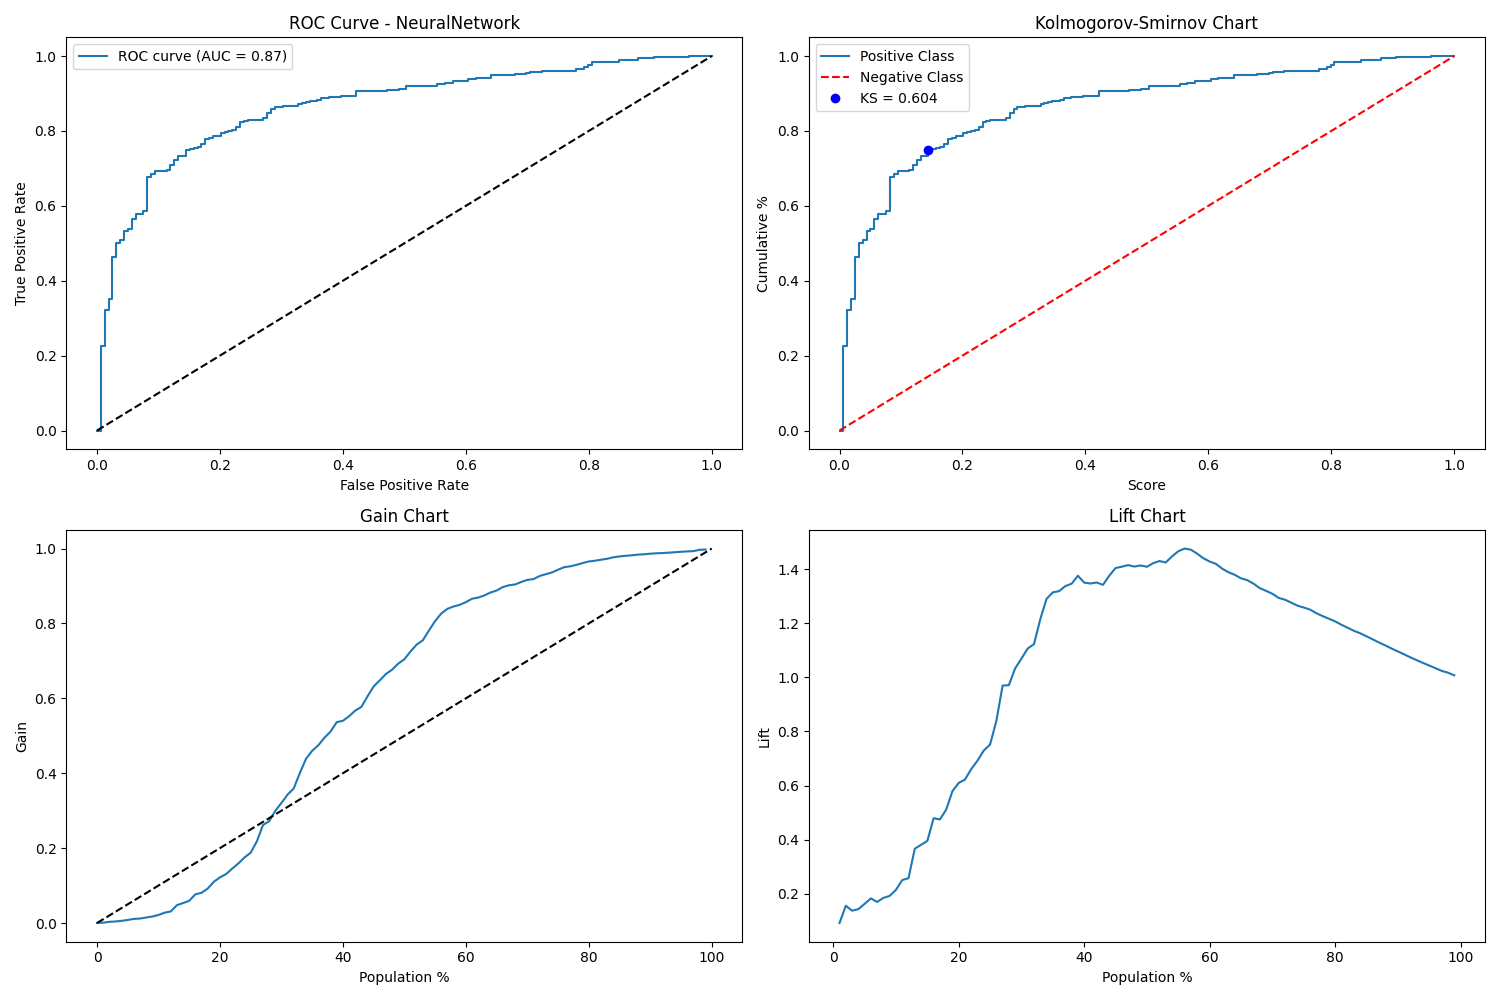 ROC Curve - NeuralNetwork
ROC curve (AUC = 0.87)
1.0
0.8
0.6
0.4
0.2
0.0
True Positive Rate
0.0 0.2 0.4 0.6 0.8 1.0
False Positive Rate
Kolmogorov-Smirnov Chart
Positive Class
Negative Class
KS = 0.604
1.0
0.8
0.6
0.4
0.2
0.0
Cumulative %
0.0 0.2 0.4 0.6 0.8 1.0
Score
Gain Chart
1.0
0.8
0.6
0.4
0.2
0.0
Gain
0 20 40 60 80 100
Population %
Lift Chart
1.4
1.2
1.0
0.8
0.6
0.4
0.2
Lift
0 20 40 60 80 100
Population %